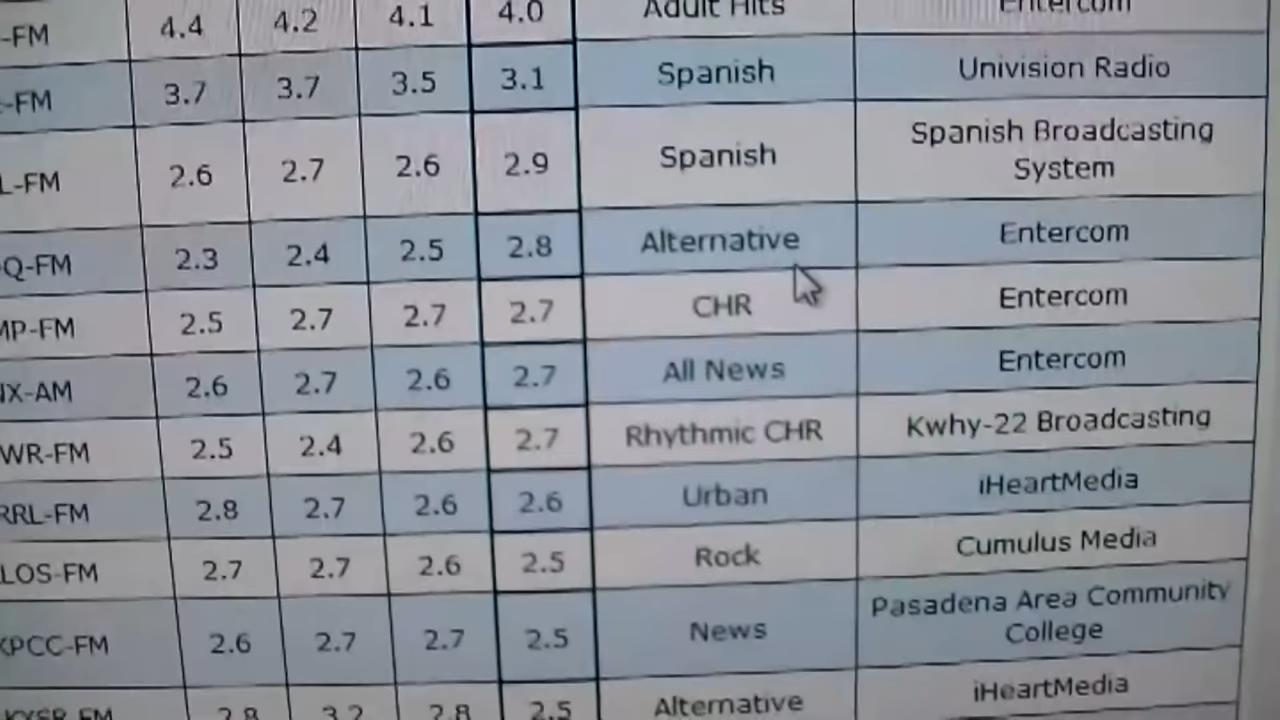 -FM 4.4 4.2 4.1 4.0 Adult Hits Entercom
-FM 3.7 3.7 3.5 3.1 Spanish Univision Radio
L-FM 2.6 2.7 2.6 2.9 Spanish Spanish Broadcasting
System
Q-FM 2.3 2.4 2.5 2.8 Alternative Entercom
MP-FM 2.5 2.7 2.7 2.7 CHR Entercom
NX-AM 2.6 2.7 2.6 2.7 All News Entercom
WR-FM 2.5 2.4 2.6 2.7 Rhythmic CHR Kwhy-22 Broadcasting
RRL-FM 2.8 2.7 2.6 2.6 Urban iHeartMedia
LOS-FM 2.7 2.7 2.6 2.5 Rock Cumulus Media
KPCC-FM 2.6 2.7 2.7 2.5 News Pasadena Area Community
College
KYSR-FM 2.8 3.2 2.8 2.5 Alternative iHeartMedia